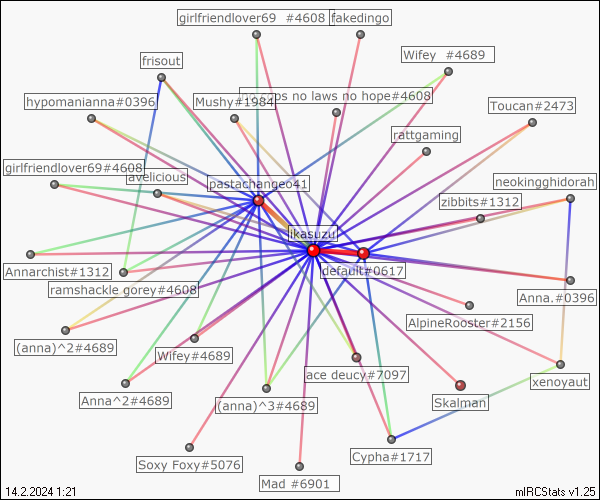 girlfriendlover69 #4608
fakedingo
Wifey #4689
frisout
hypomanianna#0396
Mushy#1984
no cops no laws no hope#4608
Toucan#2473
rattgaming
girlfriendlover69#4608
avelicious
pastachangeo41
neokingghidorah
zibbits#1312
ikasuzu
default#0617
Annarchist#1312
ramshackle gorey#4608
Anna.#0396
AlpineRooster#2156
(anna)^2#4689
Wifey#4689
ace deucy#7097
xenoyaut
Anna^2#4689
(anna)^3#4689
Skalman
Soxy Foxy#5076
Cypha#1717
Mad #6901
14.2.2024 1:21
mIRCStats v1.25